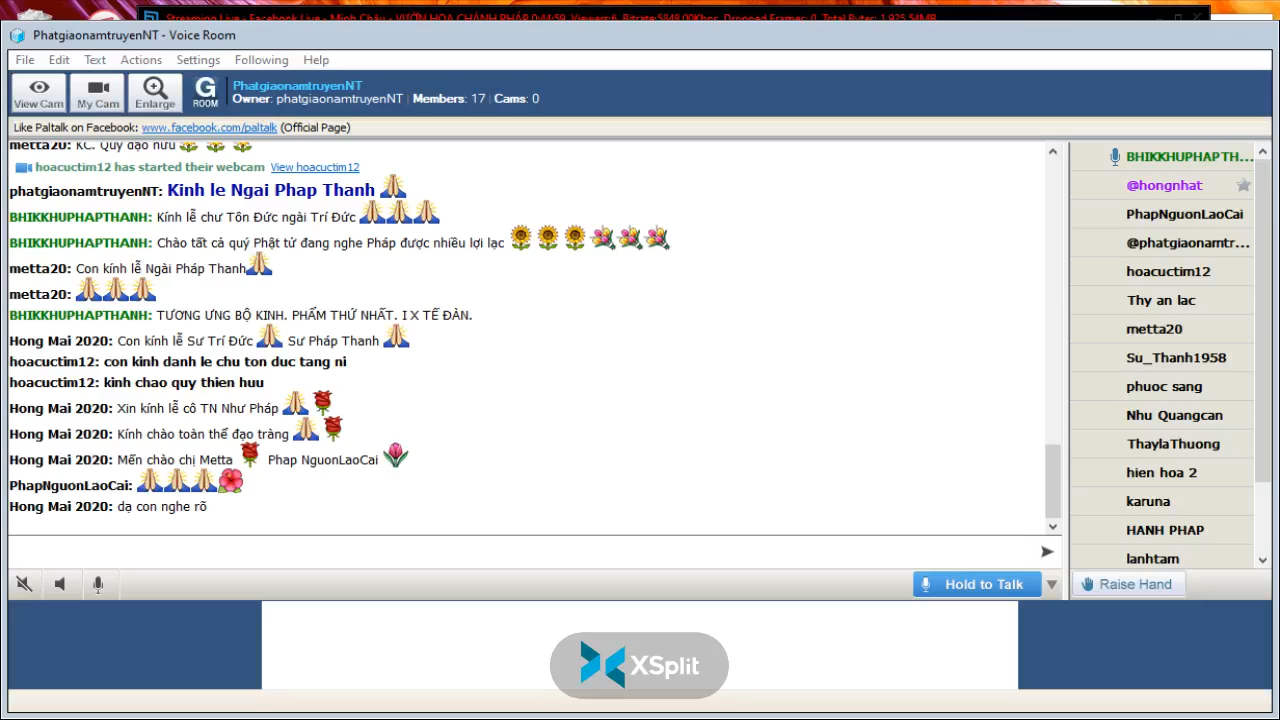 Streaming Live - Facebook Live - Minh Châu - VƯỜN HOA CHÁNH PHÁP 0:44:59, Viewers:6, Bitrate:5848.00Kbps, Dropped Frames: 0, Total Bytes: 1,925.54MB
PhatgiaonamtruyenNT - Voice Room
File Edit Text Actions Settings Following Help
View Cam My Cam Enlarge G ROOM
PhatgiaonamtruyenNT
Owner: phatgiaonamtruyenNT | Members: 17 | Cams: 0
Like Paltalk on Facebook: www.facebook.com/paltalk (Official Page)
metta20: KC. Quý đạo hữu
hoacuctim12 has started their webcam View hoacuctim12
phatgiaonamtruyenNT: Kinh le Ngai Phap Thanh
BHIKKHUPHAPTHANH: Kính lễ chư Tôn Đức ngài Trí Đức
BHIKKHUPHAPTHANH: Chào tất cả quý Phật tử đang nghe Pháp được nhiều lợi lạc
metta20: Con kính lễ Ngài Pháp Thanh
metta20:
BHIKKHUPHAPTHANH: TƯƠNG ƯNG BỘ KINH. PHẨM THỨ NHẤT. I X TẾ ĐÀN.
Hong Mai 2020: Con kính lễ Sư Trí Đức Sư Pháp Thanh
hoacuctim12: con kinh danh le chu ton duc tang ni
hoacuctim12: kinh chao quy thien huu
Hong Mai 2020: Xin kính lễ cô TN Như Pháp
Hong Mai 2020: Kính chào toàn thể đạo tràng
Hong Mai 2020: Mến chào chị Metta Phap NguonLaoCai
PhapNguonLaoCai:
Hong Mai 2020: dạ con nghe rõ
Hold to Talk
BHIKKHUPHAPTH...
@hongnhat
PhapNguonLaoCai
@phatgiaonamtr...
hoacuctim12
Thy an lac
metta20
Su_Thanh1958
phuoc sang
Nhu Quangcan
ThaylaThuong
hien hoa 2
karuna
HANH PHAP
lanhtam
Raise Hand
XSplit